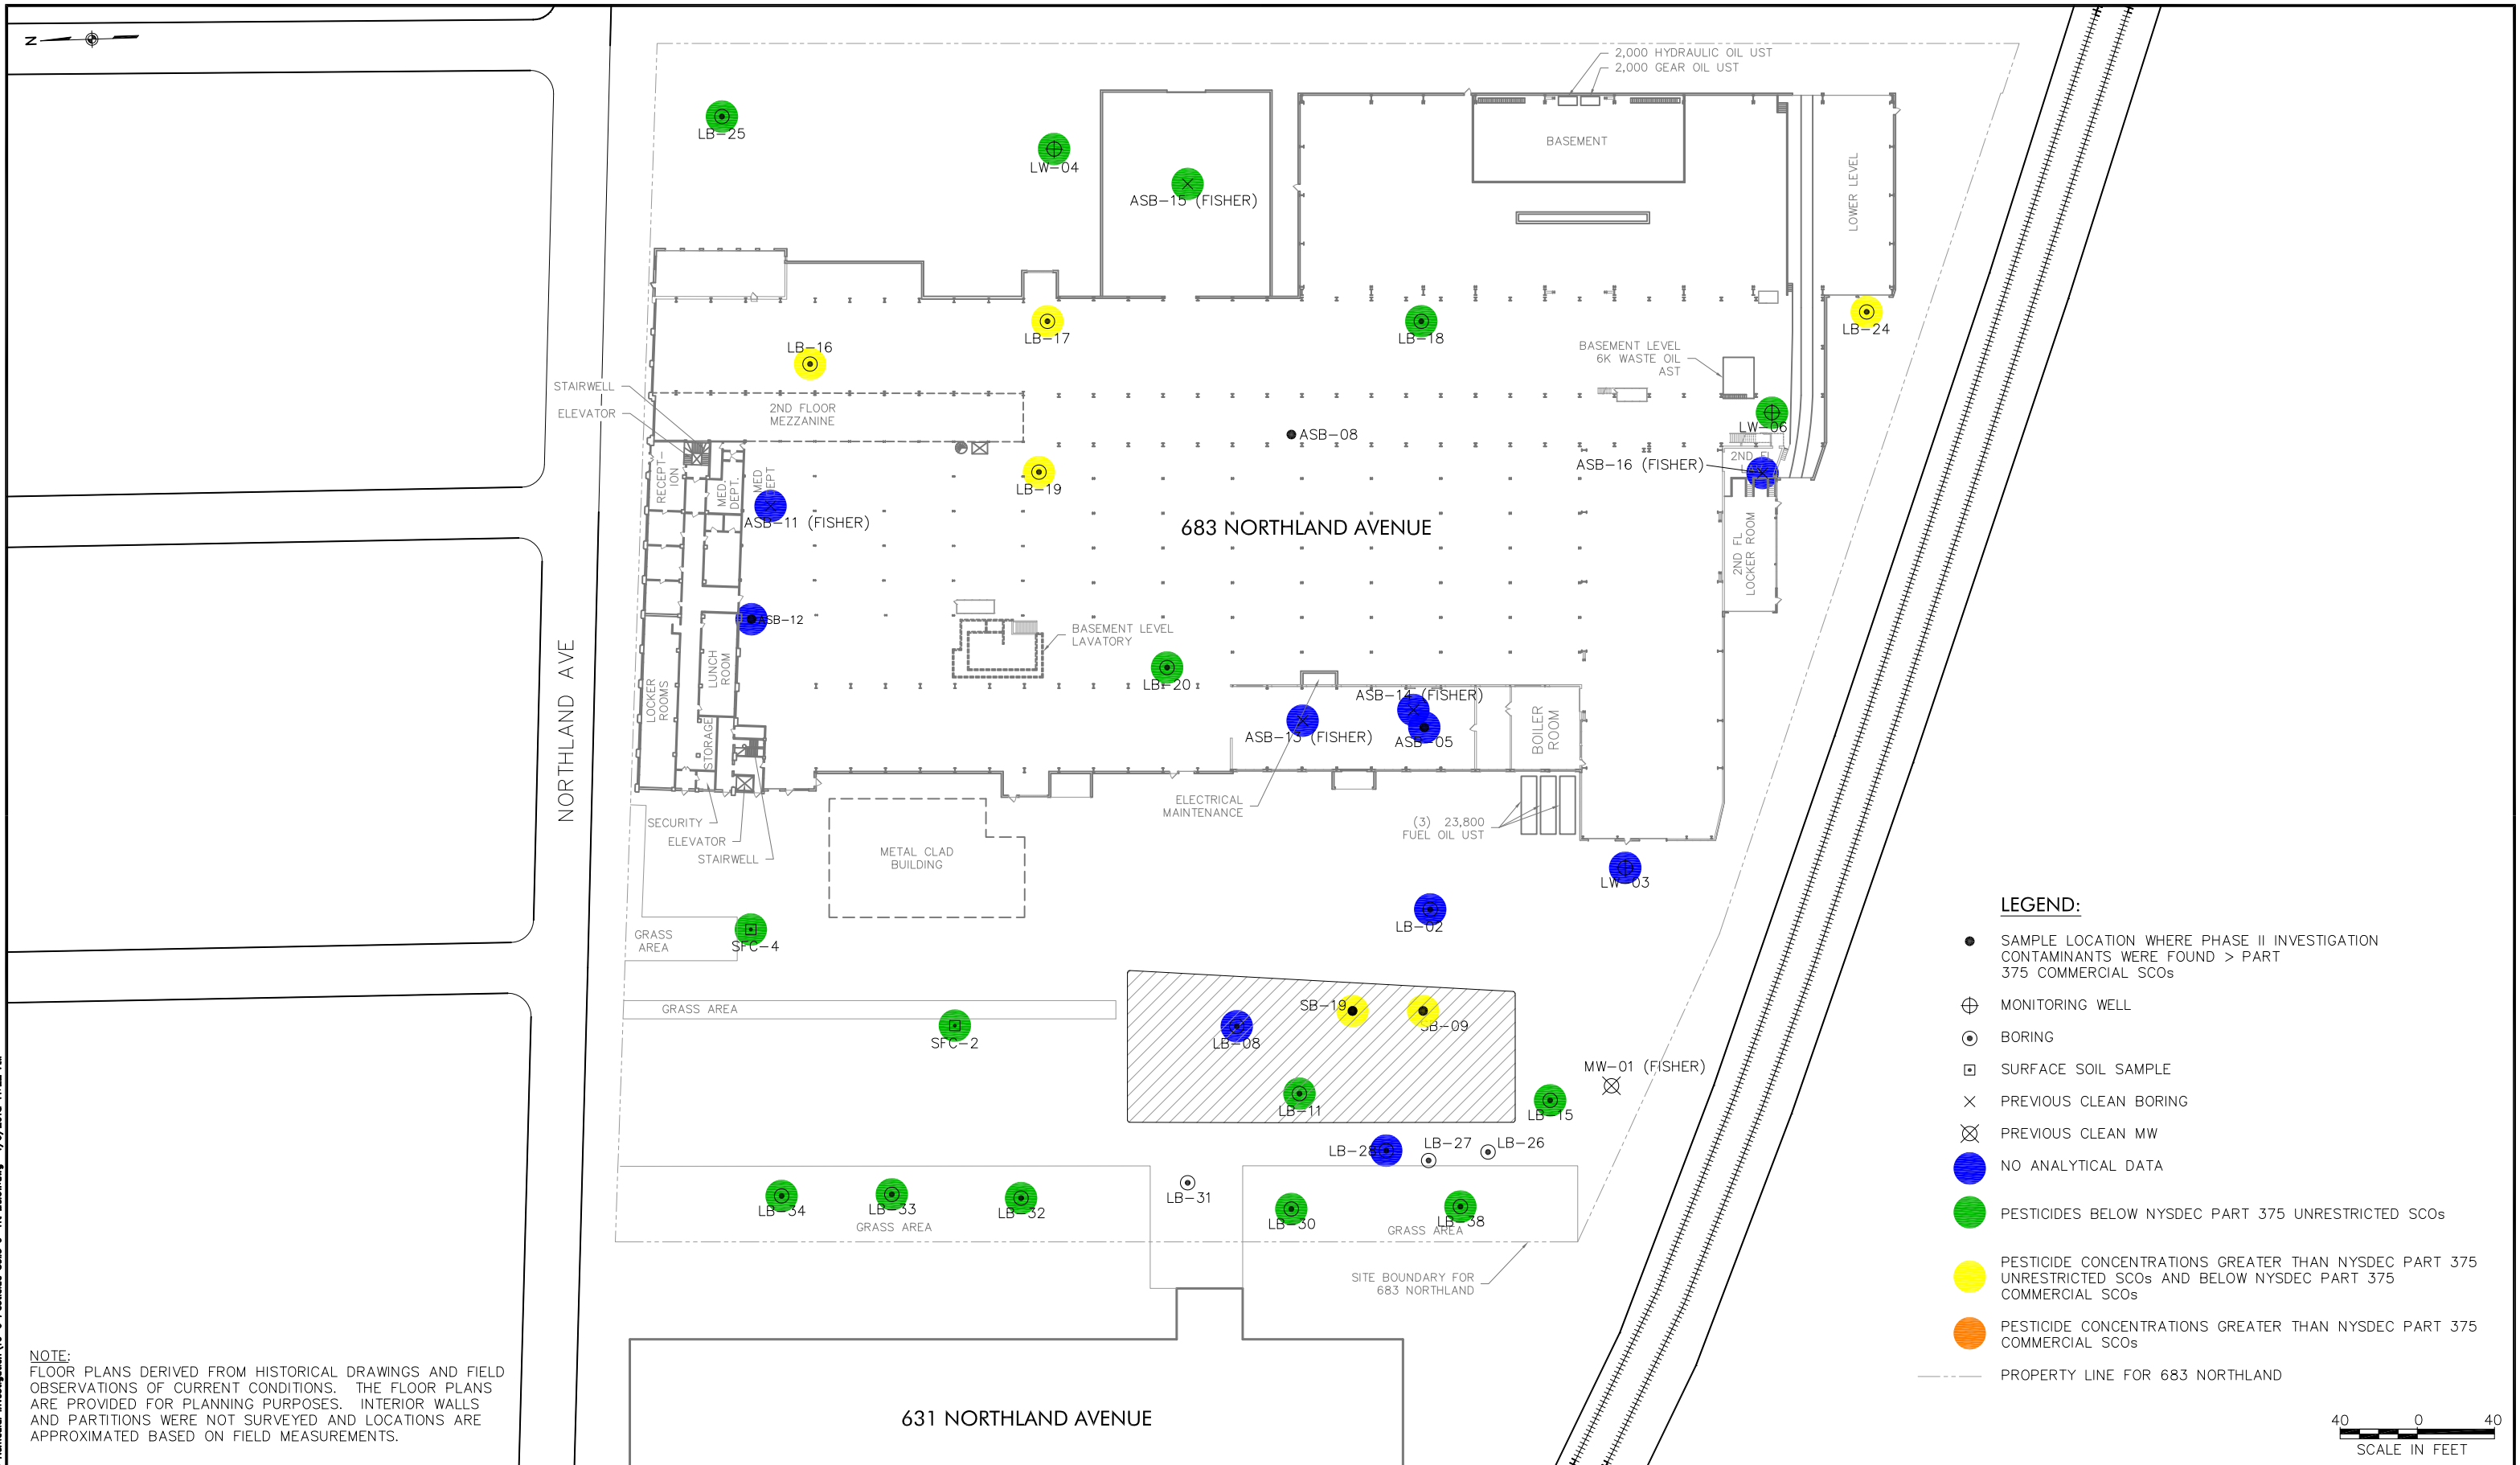 N
2,000 HYDRAULIC OIL UST
2,000 GEAR OIL UST
LB-25
LW-04
ASB-15 (FISHER)
BASEMENT
LOWER LEVEL
LB-16
LB-17
LB-18
LB-24
BASEMENT LEVEL
6K WASTE OIL
AST
STAIRWELL
ELEVATOR
2ND FLOOR
MEZZANINE
ASB-08
LW-06
RECEPT-
ION
MED.
DEPT.
MED
DEPT
LB-19
ASB-16 (FISHER)
2ND FL
ASB-11 (FISHER)
683 NORTHLAND AVENUE
2ND FL
LOCKER ROOM
ASB-12
BASEMENT LEVEL
LAVATORY
NORTHLAND AVE
LOCKER
ROOMS
LUNCH
ROOM
STORAGE
LB-20
ASB-14 (FISHER)
ASB-13 (FISHER)
ASB-05
BOILER
ROOM
SECURITY
ELEVATOR
STAIRWELL
ELECTRICAL
MAINTENANCE
(3) 23,800
FUEL OIL UST
METAL CLAD
BUILDING
LW-03
LB-02
GRASS
AREA
SFC-4
GRASS AREA
SFC-2
SB-19
SB-09
LB-08
LB-11
MW-01 (FISHER)
LB-15
LB-28
LB-27
LB-26
LB-31
LB-34
LB-33
LB-32
LB-30
LB-38
GRASS AREA
GRASS AREA
SITE BOUNDARY FOR
683 NORTHLAND
631 NORTHLAND AVENUE
NOTE:
FLOOR PLANS DERIVED FROM HISTORICAL DRAWINGS AND FIELD
OBSERVATIONS OF CURRENT CONDITIONS. THE FLOOR PLANS
ARE PROVIDED FOR PLANNING PURPOSES. INTERIOR WALLS
AND PARTITIONS WERE NOT SURVEYED AND LOCATIONS ARE
APPROXIMATED BASED ON FIELD MEASUREMENTS.
LEGEND:
SAMPLE LOCATION WHERE PHASE II INVESTIGATION
CONTAMINANTS WERE FOUND > PART
375 COMMERCIAL SCOs
MONITORING WELL
BORING
SURFACE SOIL SAMPLE
PREVIOUS CLEAN BORING
PREVIOUS CLEAN MW
NO ANALYTICAL DATA
PESTICIDES BELOW NYSDEC PART 375 UNRESTRICTED SCOs
PESTICIDE CONCENTRATIONS GREATER THAN NYSDEC PART 375
UNRESTRICTED SCOs AND BELOW NYSDEC PART 375
COMMERCIAL SCOs
PESTICIDE CONCENTRATIONS GREATER THAN NYSDEC PART 375
COMMERCIAL SCOs
PROPERTY LINE FOR 683 NORTHLAND
40 0 40
SCALE IN FEET